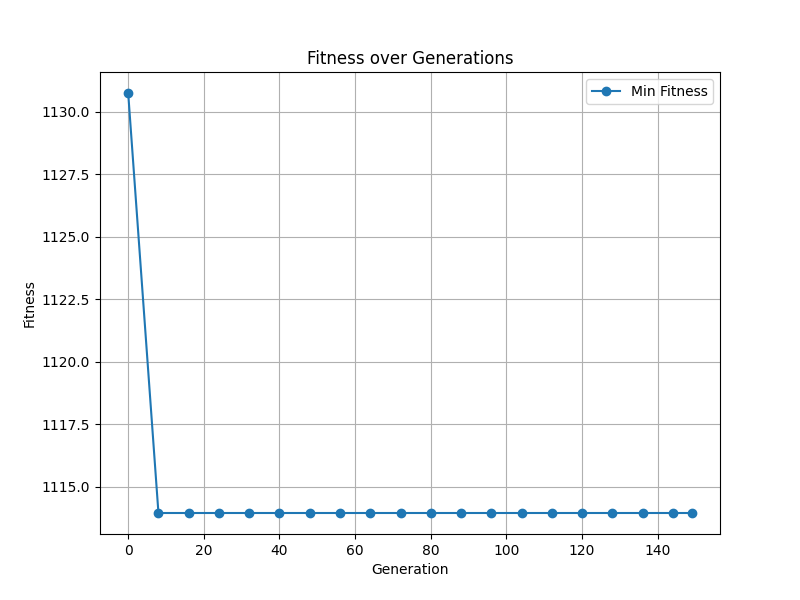 Fitness over Generations
Min Fitness
1130.0
1127.5
1125.0
1122.5
1120.0
1117.5
1115.0
Fitness
0 20 40 60 80 100 120 140
Generation